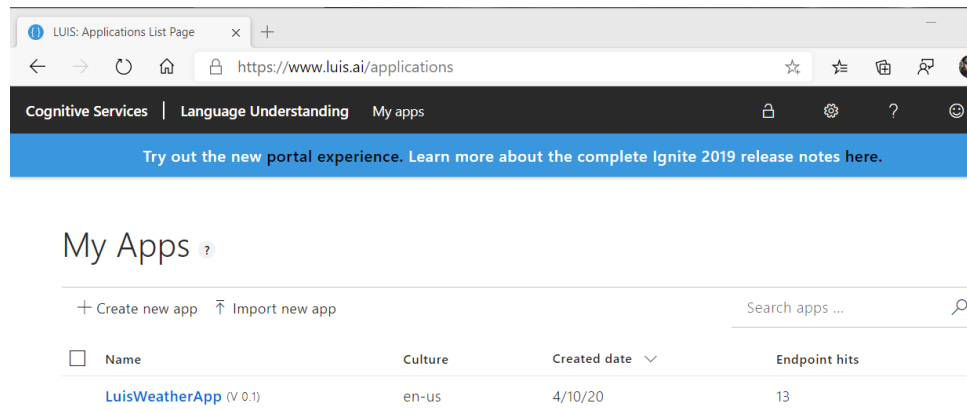 LUIS: Applications List Page
https://www.luis.ai/applications
Cognitive Services | Language Understanding My apps ?
Try out the new portal experience. Learn more about the complete Ignite 2019 release notes here.
My Apps ?
+ Create new app Import new app Search apps ...
Name Culture Created date Endpoint hits
LuisWeatherApp (V 0.1) en-us 4/10/20 13